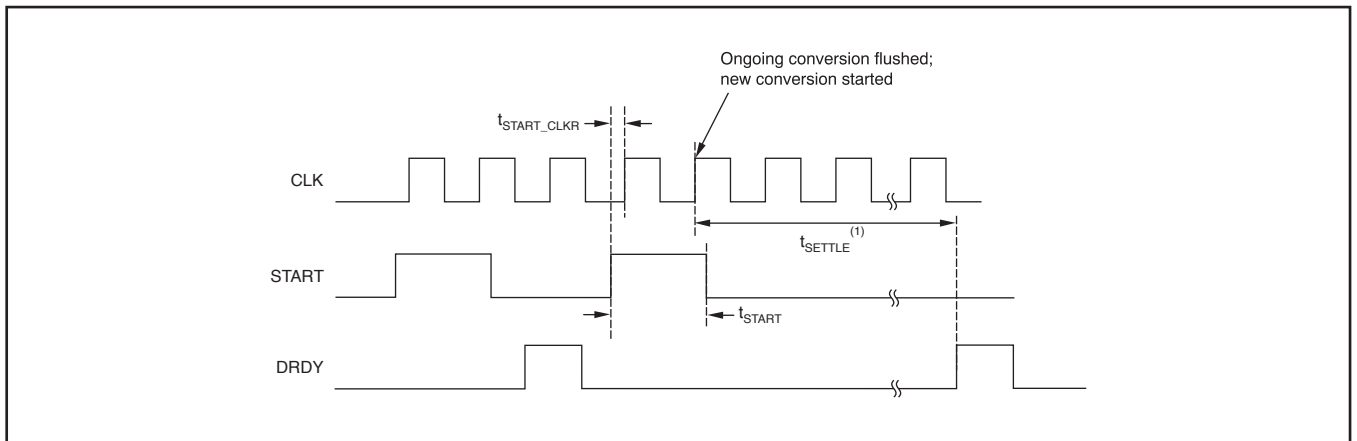 Ongoing conversion flushed;
new conversion started
tSTART_CLKR
CLK
tSETTLE(1)
START
tSTART
DRDY